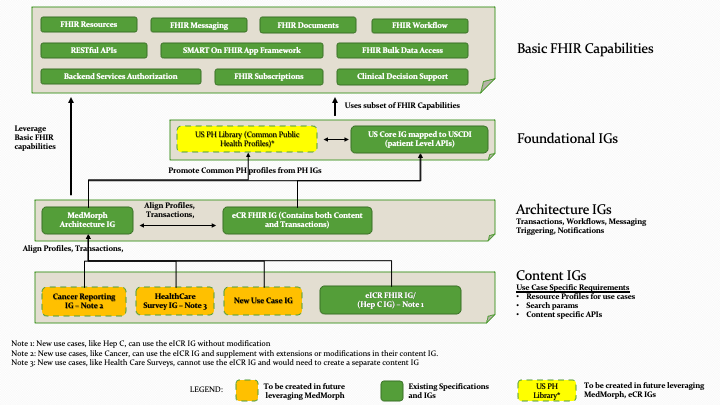 FHIR Resources
FHIR Messaging
FHIR Documents
FHIR Workflow
RESTful APIs
SMART On FHIR App Framework
FHIR Bulk Data Access
Backend Services Authorization
FHIR Subscriptions
Clinical Decision Support
Basic FHIR Capabilities
Leverage
Basic FHIR
capabilities
Uses subset of FHIR Capabilities
US PH Library (Common Public
Health Profiles)*
US Core IG mapped to USCDI
(patient Level APIs)
Foundational IGs
Promote Common PH profiles from PH IGs
MedMorph
Architecture IG
Align Profiles,
Transactions,
eCR FHIR IG (Contains both Content
and Transactions)
Architecture IGs
Transactions, Workflows, Messaging
Triggering, Notifications
Align Profiles, Transactions,
Cancer Reporting
IG – Note 2
HealthCare
Survey IG – Note 3
New Use Case IG
eICR FHIR IG/
(Hep C IG) – Note 1
Content IGs
Use Case Specific Requirements
• Resource Profiles for use cases
• Search params
• Content specific APIs
Note 1: New use cases, like Hep C, can use the eICR IG without modification
Note 2: New use cases, like Cancer, can use the eICR IG and supplement with extensions or modifications in their content IG.
Note 3: New use cases, like Health Care Surveys, cannot use the eICR IG and would need to create a separate content IG
LEGEND:
To be created in future
leveraging MedMorph
Existing Specifications
and IGs
US PH
Library*
To be created in future leveraging
MedMorph, eCR IGs